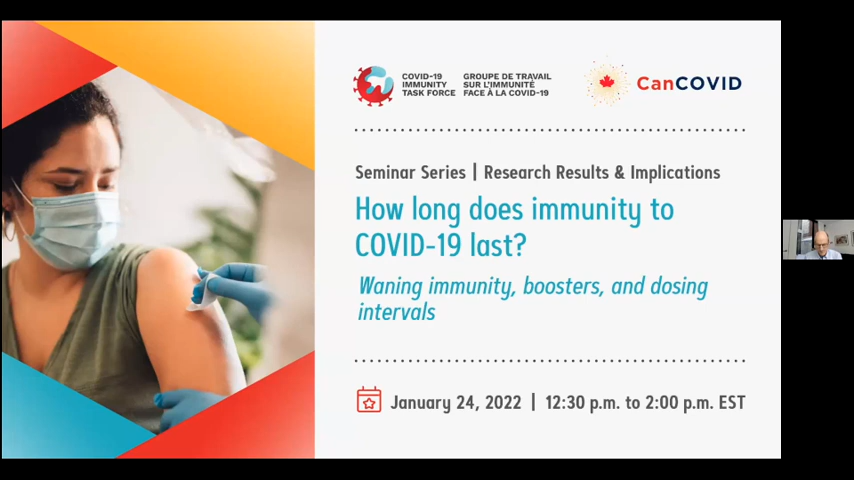 COVID-19
IMMUNITY
TASK FORCE
GROUPE DE TRAVAIL
SUR L'IMMUNITÉ
FACE À LA COVID-19
CanCOVID
Seminar Series | Research Results & Implications
How long does immunity to
COVID-19 last?
Waning immunity, boosters, and dosing
intervals
January 24, 2022 | 12:30 p.m. to 2:00 p.m. EST